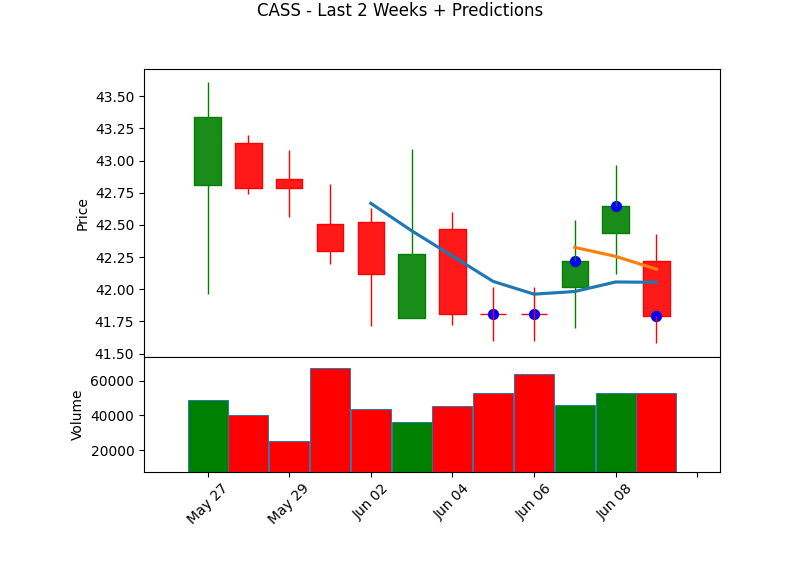 CASS - Last 2 Weeks + Predictions
43.50
43.25
43.00
42.75
42.50
42.25
42.00
41.75
41.50
Price
60000
40000
20000
Volume
May 27
May 29
Jun 02
Jun 04
Jun 06
Jun 08